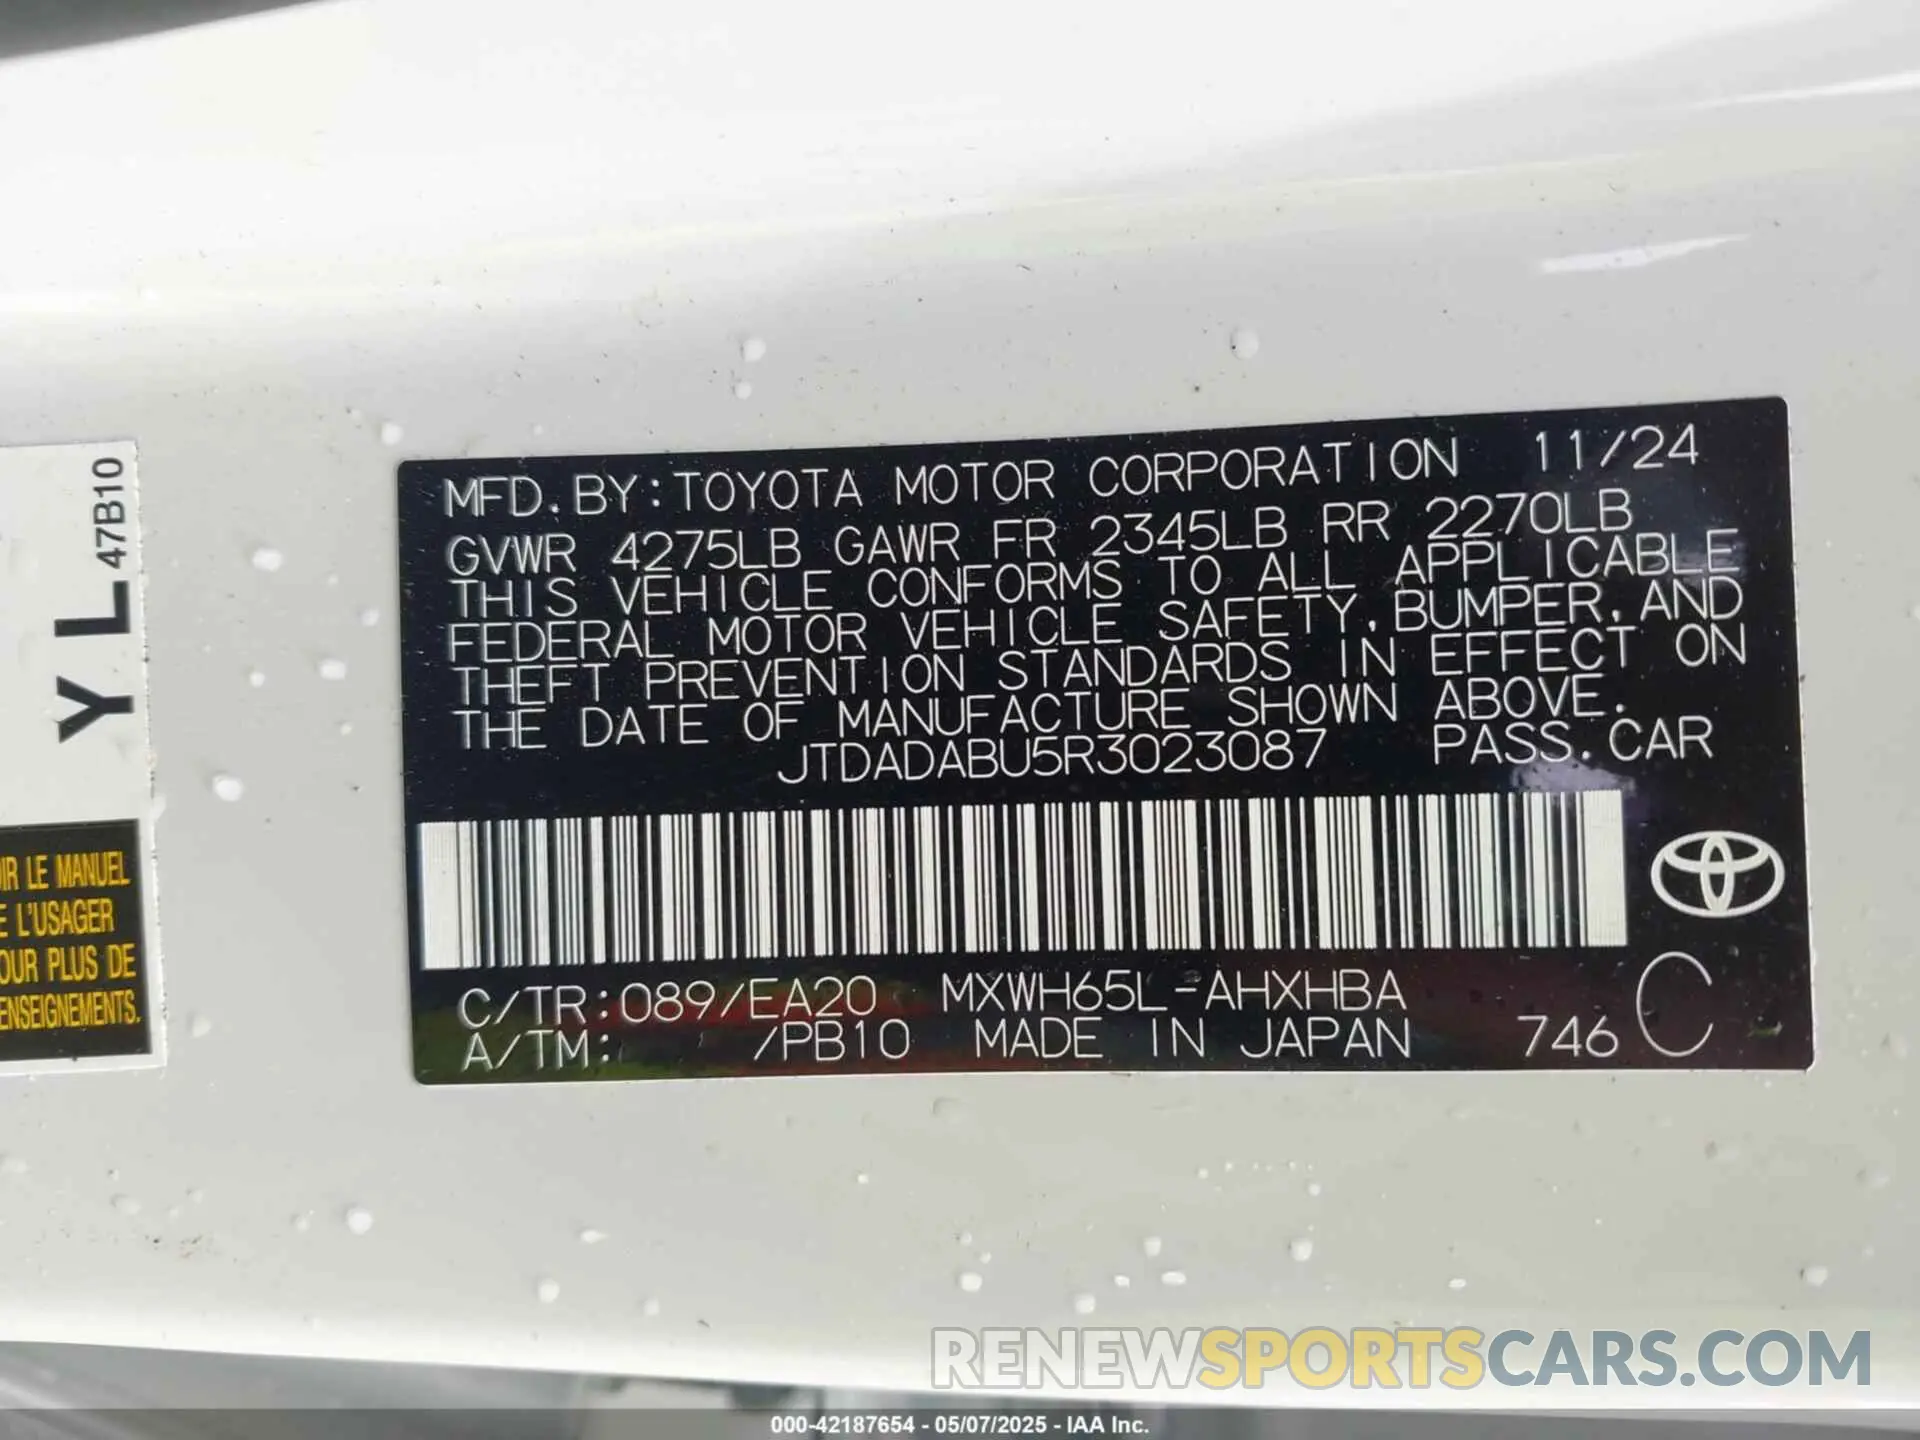 MFD. BY: TOYOTA MOTOR CORPORATION 11/24
GVWR 4275LB GAWR FR 2345LB RR 2270LB
THIS VEHICLE CONFORMS TO ALL APPLICABLE
FEDERAL MOTOR VEHICLE SAFETY, BUMPER, AND
THEFT PREVENTION STANDARDS IN EFFECT ON
THE DATE OF MANUFACTURE SHOWN ABOVE.
JTDADABU5R3023087 PASS. CAR
C/TR: 089/EA20 MXWH65L-AHXHBA
A/TM: /PB10 MADE IN JAPAN 746 C
YL 47B10
IR LE MANUEL
E L'USAGER
OUR PLUS DE
ENSEIGNEMENTS.
RENEWSPORTSCARS.COM
000-42187654 - 05/07/2025 - IAA Inc.